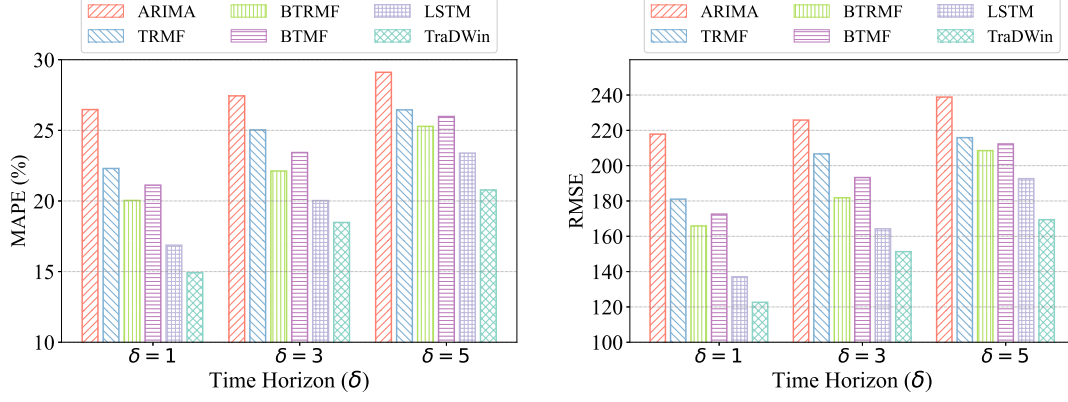 ARIMA BTRMF LSTM
TRMF BTMF TraDWin
30
25
20
15
10
MAPE (%)
δ = 1 δ = 3 δ = 5
Time Horizon (δ)
ARIMA BTRMF LSTM
TRMF BTMF TraDWin
240
220
200
180
160
140
120
100
RMSE
δ = 1 δ = 3 δ = 5
Time Horizon (δ)